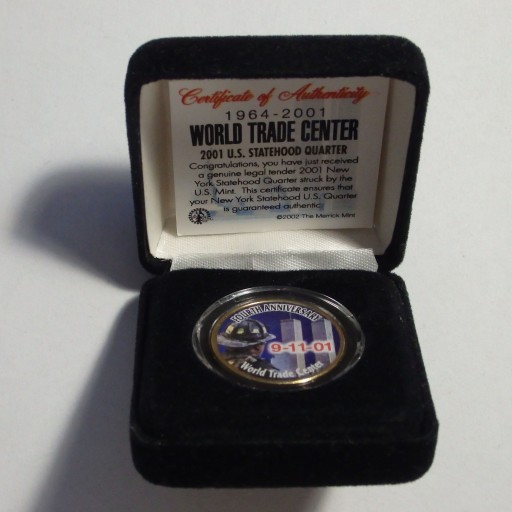 Certificate of Authenticity
1964-2001
WORLD TRADE CENTER
2001 U.S. STATEHOOD QUARTER
Congratulations, you have just received
a genuine legal tender 2001 New
York Statehood Quarter struck by the
U.S. Mint. This certificate ensures that
your New York Statehood U.S. Quarter
is guaranteed authentic.
©2002 The Merrick Mint
FOURTH ANNIVERSARY
9-11-01
World Trade Center